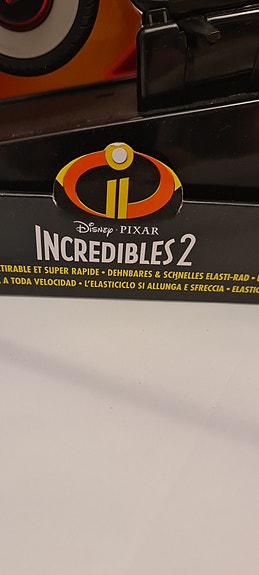 Disney · PIXAR
INCREDIBLES 2
TIRABLE ET SUPER RAPIDE • DEHNBARES & SCHNELLES ELASTI-RAD •
A TODA VELOCIDAD • L'ELASTICICLO SI ALLUNGA E SFRECCIA • ELASTIC